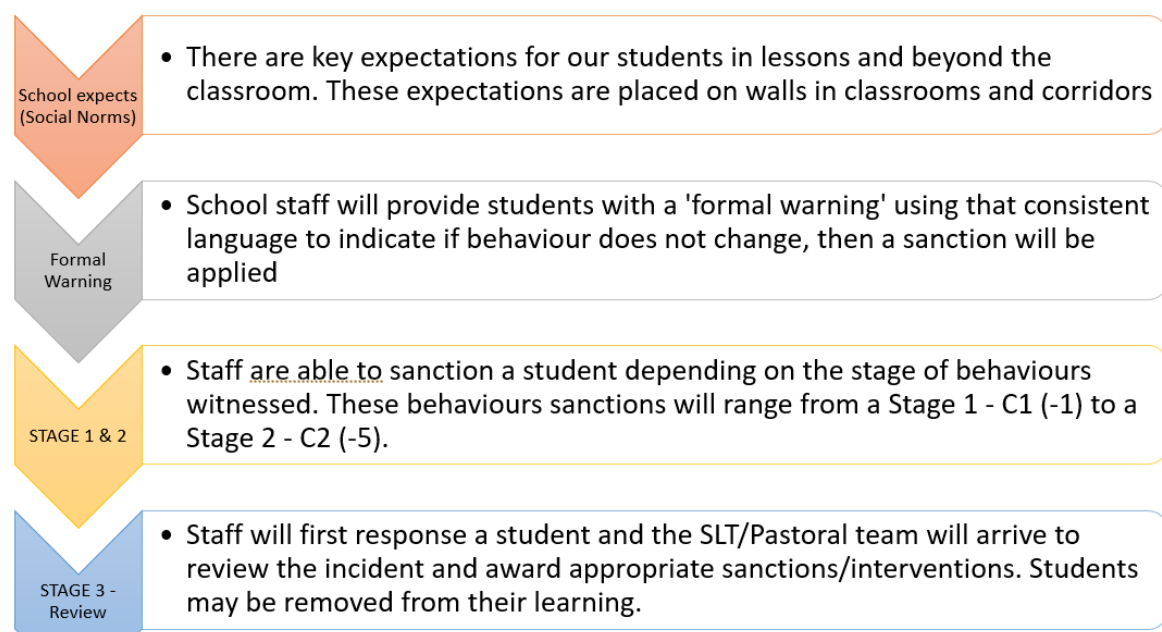 School expects
(Social Norms)
• There are key expectations for our students in lessons and beyond the
classroom. These expectations are placed on walls in classrooms and corridors
Formal
Warning
• School staff will provide students with a 'formal warning' using that consistent
language to indicate if behaviour does not change, then a sanction will be
applied
STAGE 1 & 2
• Staff are able to sanction a student depending on the stage of behaviours
witnessed. These behaviours sanctions will range from a Stage 1 - C1 (-1) to a
Stage 2 - C2 (-5).
STAGE 3 -
Review
• Staff will first response a student and the SLT/Pastoral team will arrive to
review the incident and award appropriate sanctions/interventions. Students
may be removed from their learning.